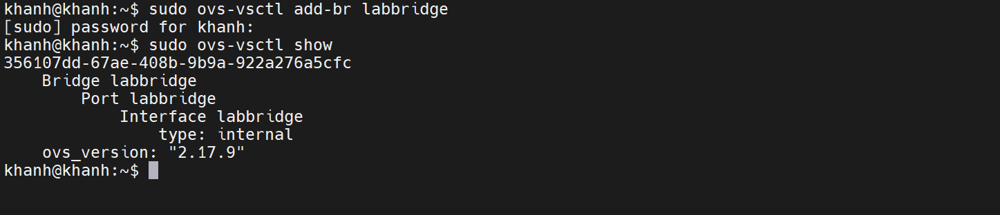 khanh@khanh:~$ sudo ovs-vsctl add-br labbridge
[sudo] password for khanh:
khanh@khanh:~$ sudo ovs-vsctl show
356107dd-67ae-408b-9b9a-922a276a5cfc
    Bridge labbridge
        Port labbridge
            Interface labbridge
                type: internal
    ovs_version: "2.17.9"
khanh@khanh:~$